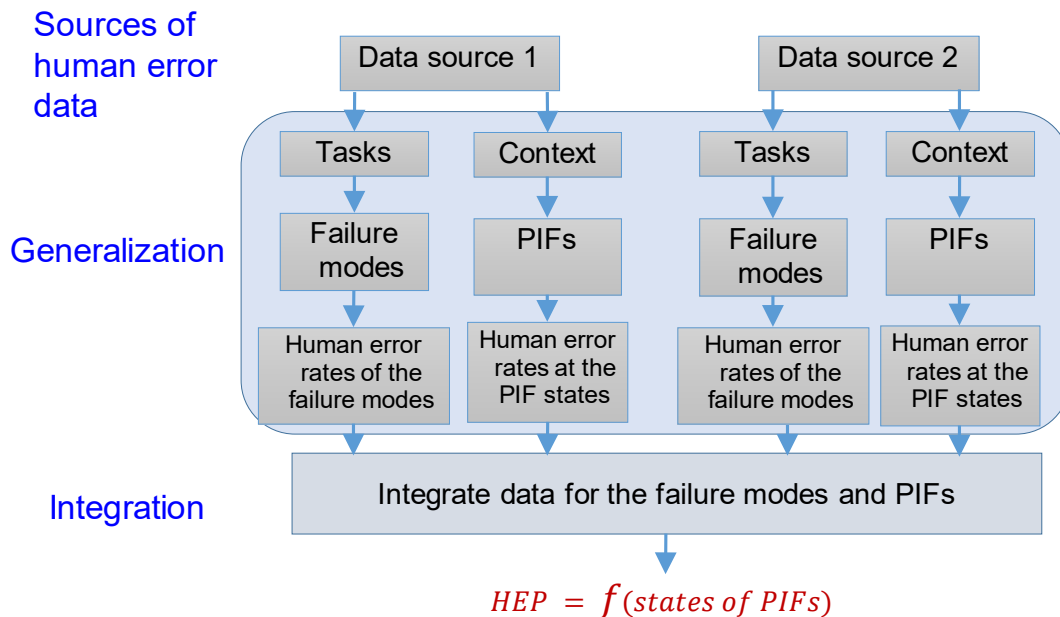 Sources of
human error
data
Data source 1
Data source 2
Tasks
Context
Tasks
Context
Generalization
Failure
modes
PIFs
Failure
modes
PIFs
Human error
rates of the
failure modes
Human error
rates at the
PIF states
Human error
rates of the
failure modes
Human error
rates at the
PIF states
Integration
Integrate data for the failure modes and PIFs
HEP = f(states of PIFs)